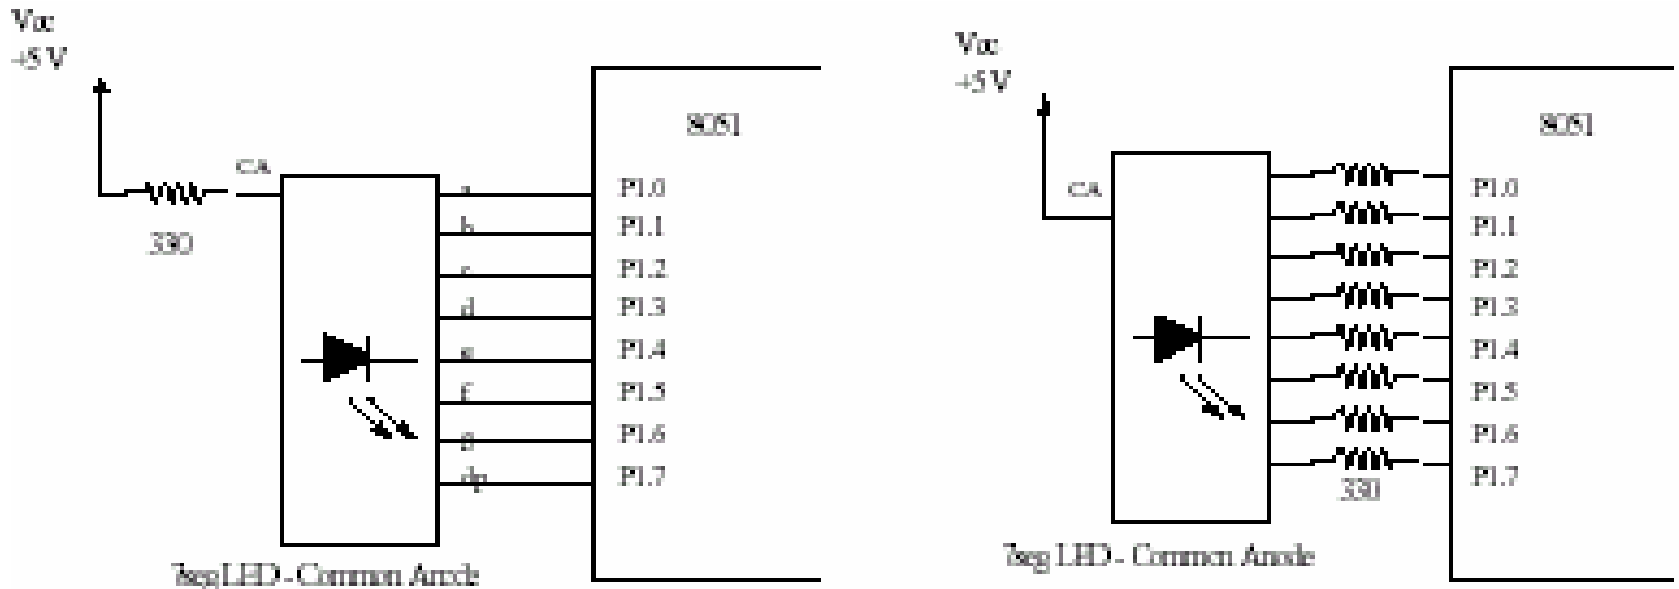 Vcc
+5V
CA
330
a
b
c
d
e
f
g
dp
8051
P1.0
P1.1
P1.2
P1.3
P1.4
P1.5
P1.6
P1.7
7seg LED - Common Anode
Vcc
+5V
CA
330
8051
P1.0
P1.1
P1.2
P1.3
P1.4
P1.5
P1.6
P1.7
7seg LED - Common Anode